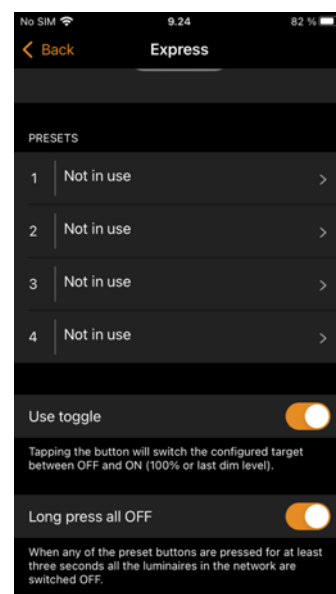 No SIM 9.24 82 %
Back Express
PRESETS
1 Not in use
2 Not in use
3 Not in use
4 Not in use
Use toggle
Tapping the button will switch the configured target
between OFF and ON (100% or last dim level).
Long press all OFF
When any of the preset buttons are pressed for at least
three seconds all the luminaires in the network are
switched OFF.